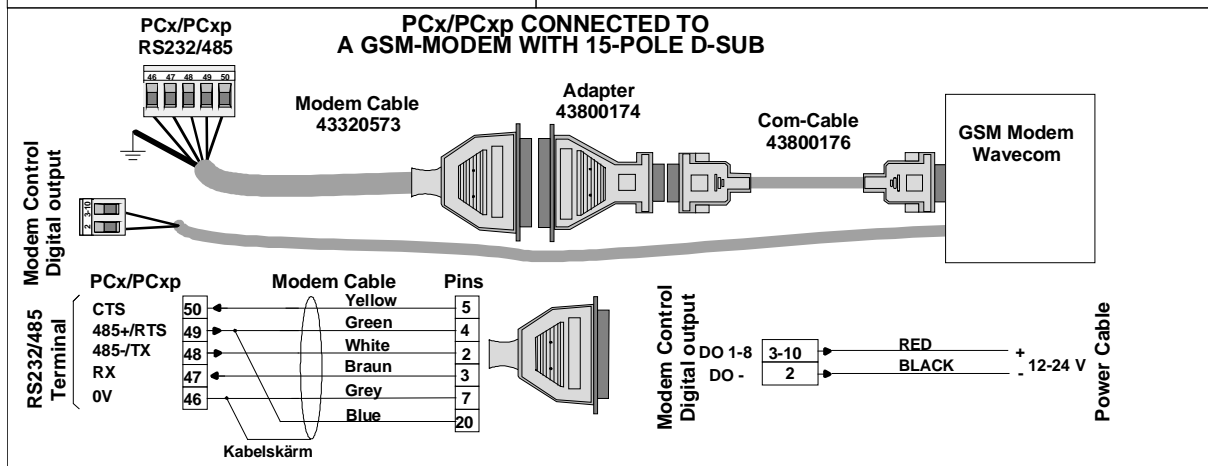 PCx/PCxp CONNECTED TO
A GSM-MODEM WITH 15-POLE D-SUB
PCx/PCxp
RS232/485
46 47 48 49 50
Modem Cable
43320573
Adapter
43800174
Com-Cable
43800176
GSM Modem
Wavecom
Modem Control
Digital output
2 3-10
PCx/PCxp
Modem Cable
Pins
RS232/485
Terminal
CTS 50 Yellow 5
485+/RTS 49 Green 4
485-/TX 48 White 2
RX 47 Braun 3
0V 46 Grey 7
Blue 20
Kabelskärm
Modem Control
Digital output
DO 1-8 3-10 RED +
DO - 2 BLACK -
12-24 V
Power Cable